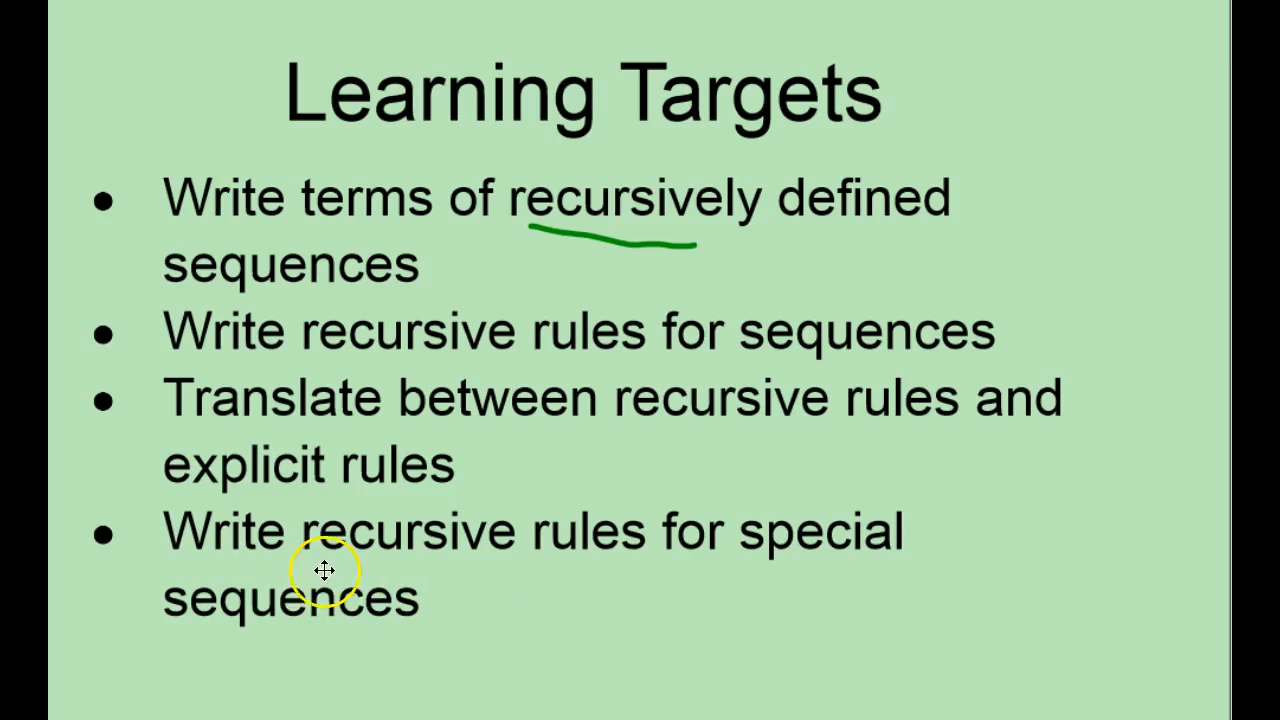 Learning Targets
● Write terms of recursively defined
sequences
● Write recursive rules for sequences
● Translate between recursive rules and
explicit rules
● Write recursive rules for special
sequences